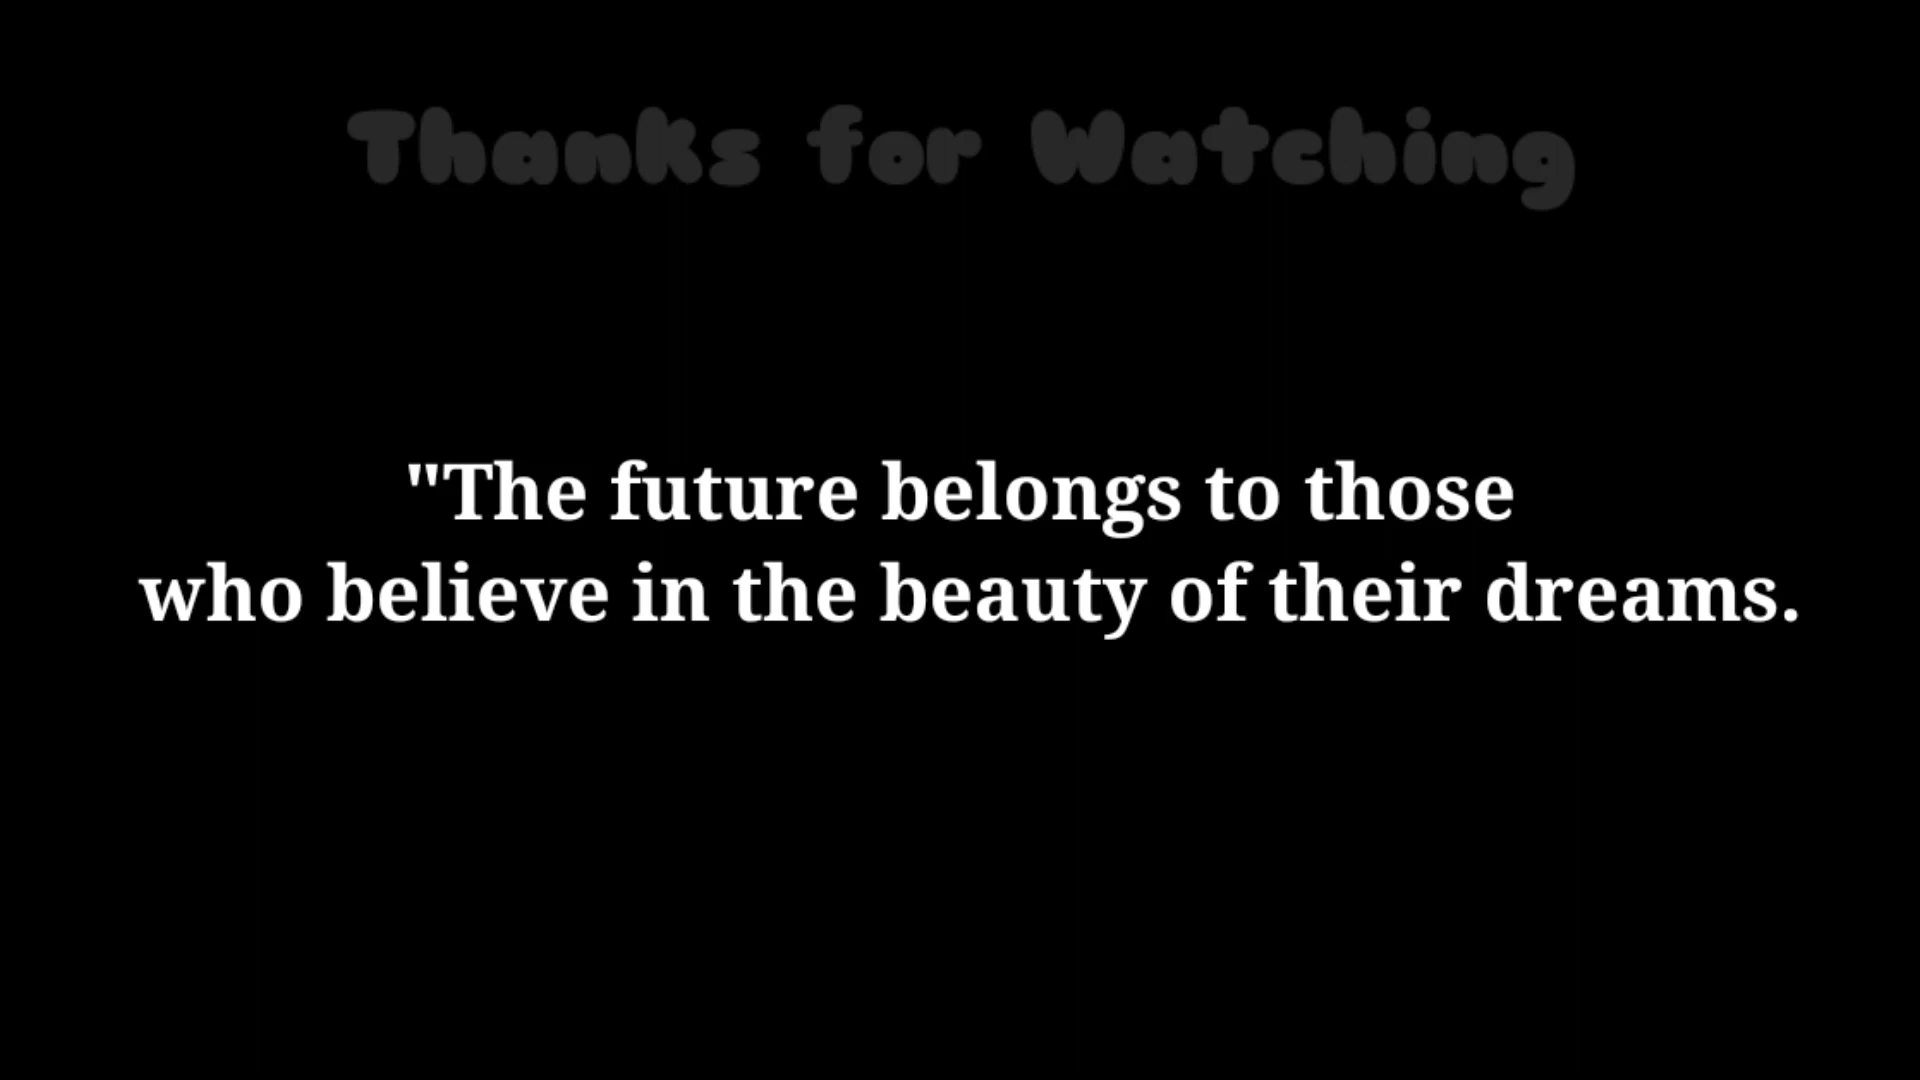 Thanks for Watching
"The future belongs to those
who believe in the beauty of their dreams.